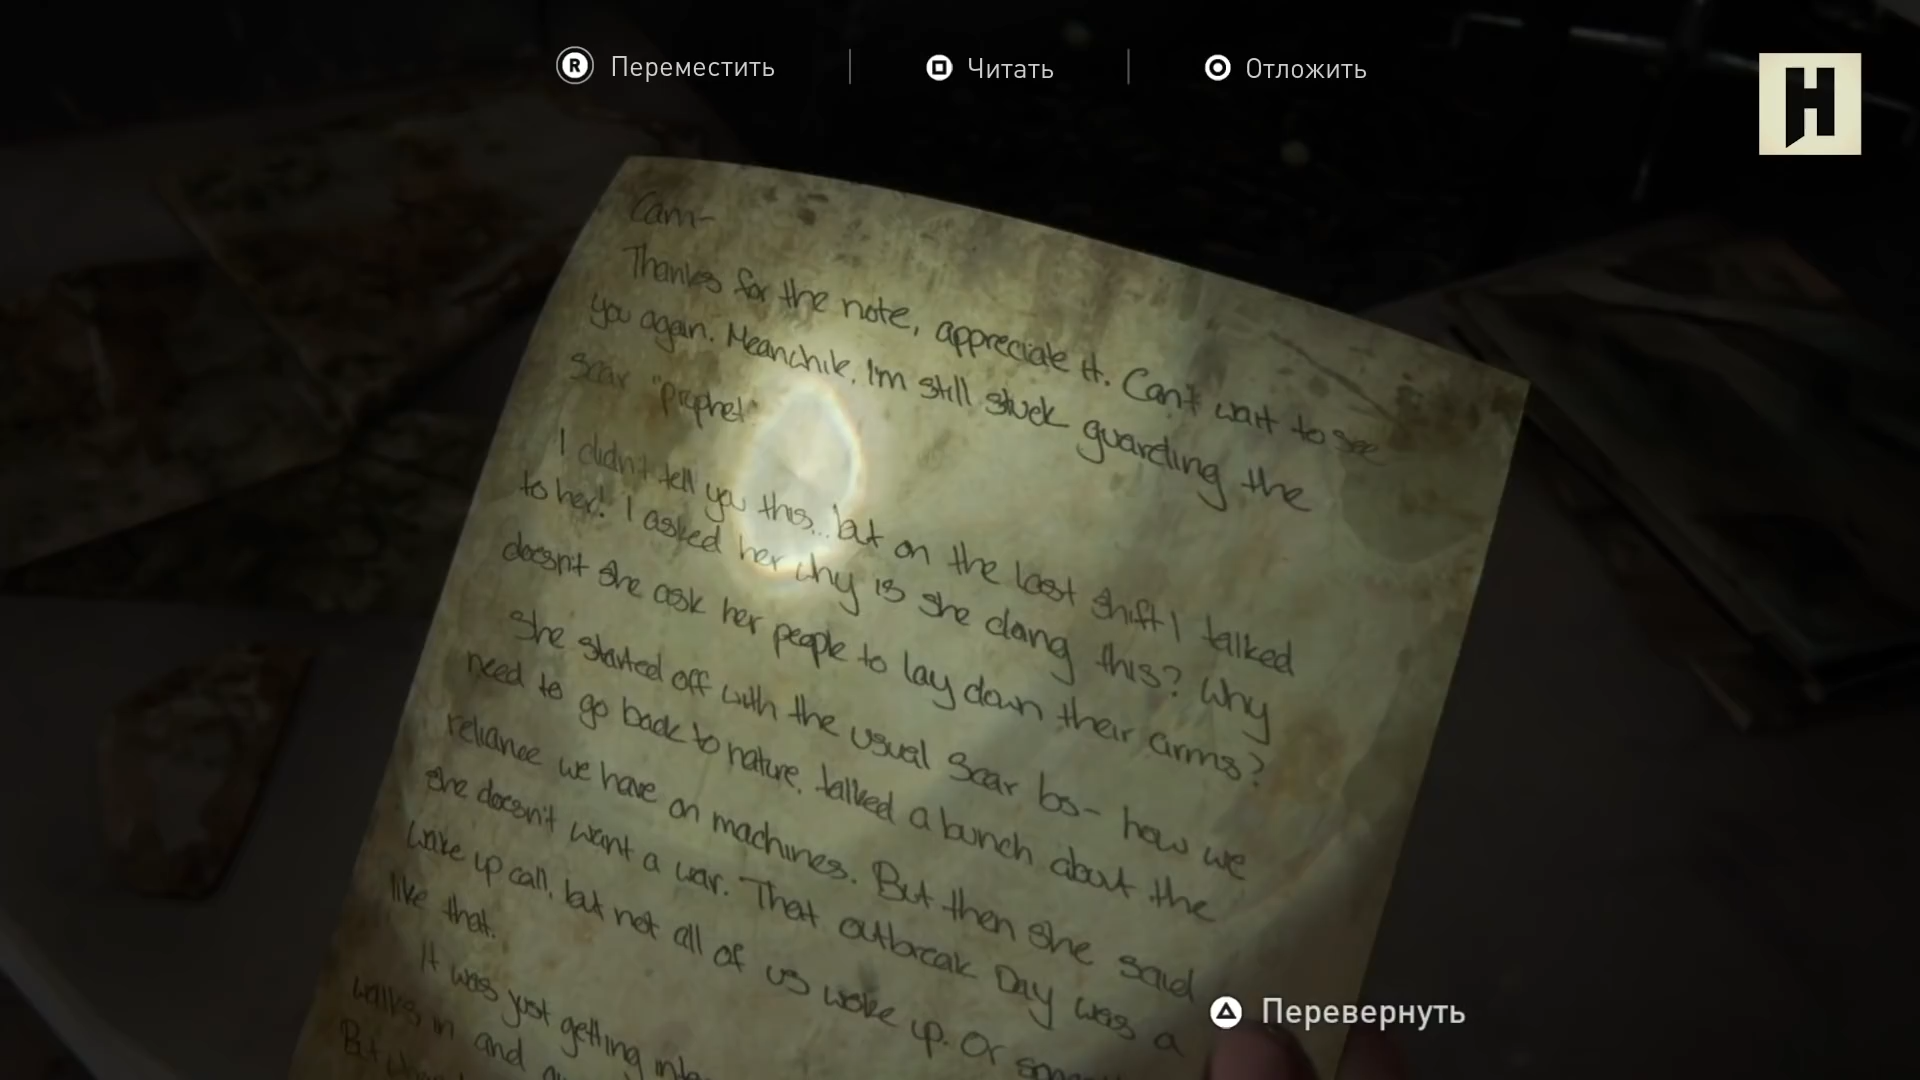 R Переместить
Читать
Отложить
H
Cam-
Thanks for the note, appreciate it. Can't wait to see
you again. Meanwhile, I'm still stuck guarding the
scar "prophet"
I didn't tell you this... but on the last shift I talked
to her! I asked her why is she doing this? Why
doesn't she ask her people to lay down their arms?
She started off with the usual Scar bs- how we
need to go back to nature, talked a bunch about the
reliance we have on machines. But then she said
she doesn't want a war. That outbreak Day was a
wake up call, but not all of us woke up. Or
like that.
It was just getting
walks in and
But
Перевернуть